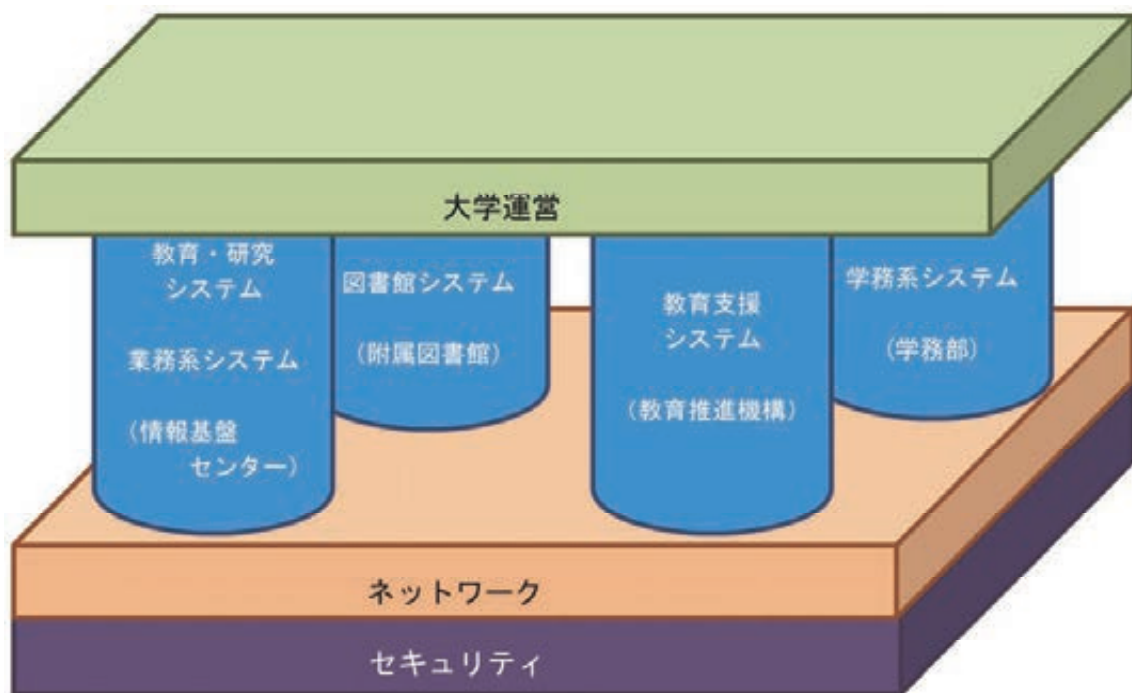 大学運営
教育・研究
システム
業務系システム
（情報基盤
センター）
図書館システム
（附属図書館）
教育支援
システム
（教育推進機構）
学務系システム
（学務部）
ネットワーク
セキュリティ